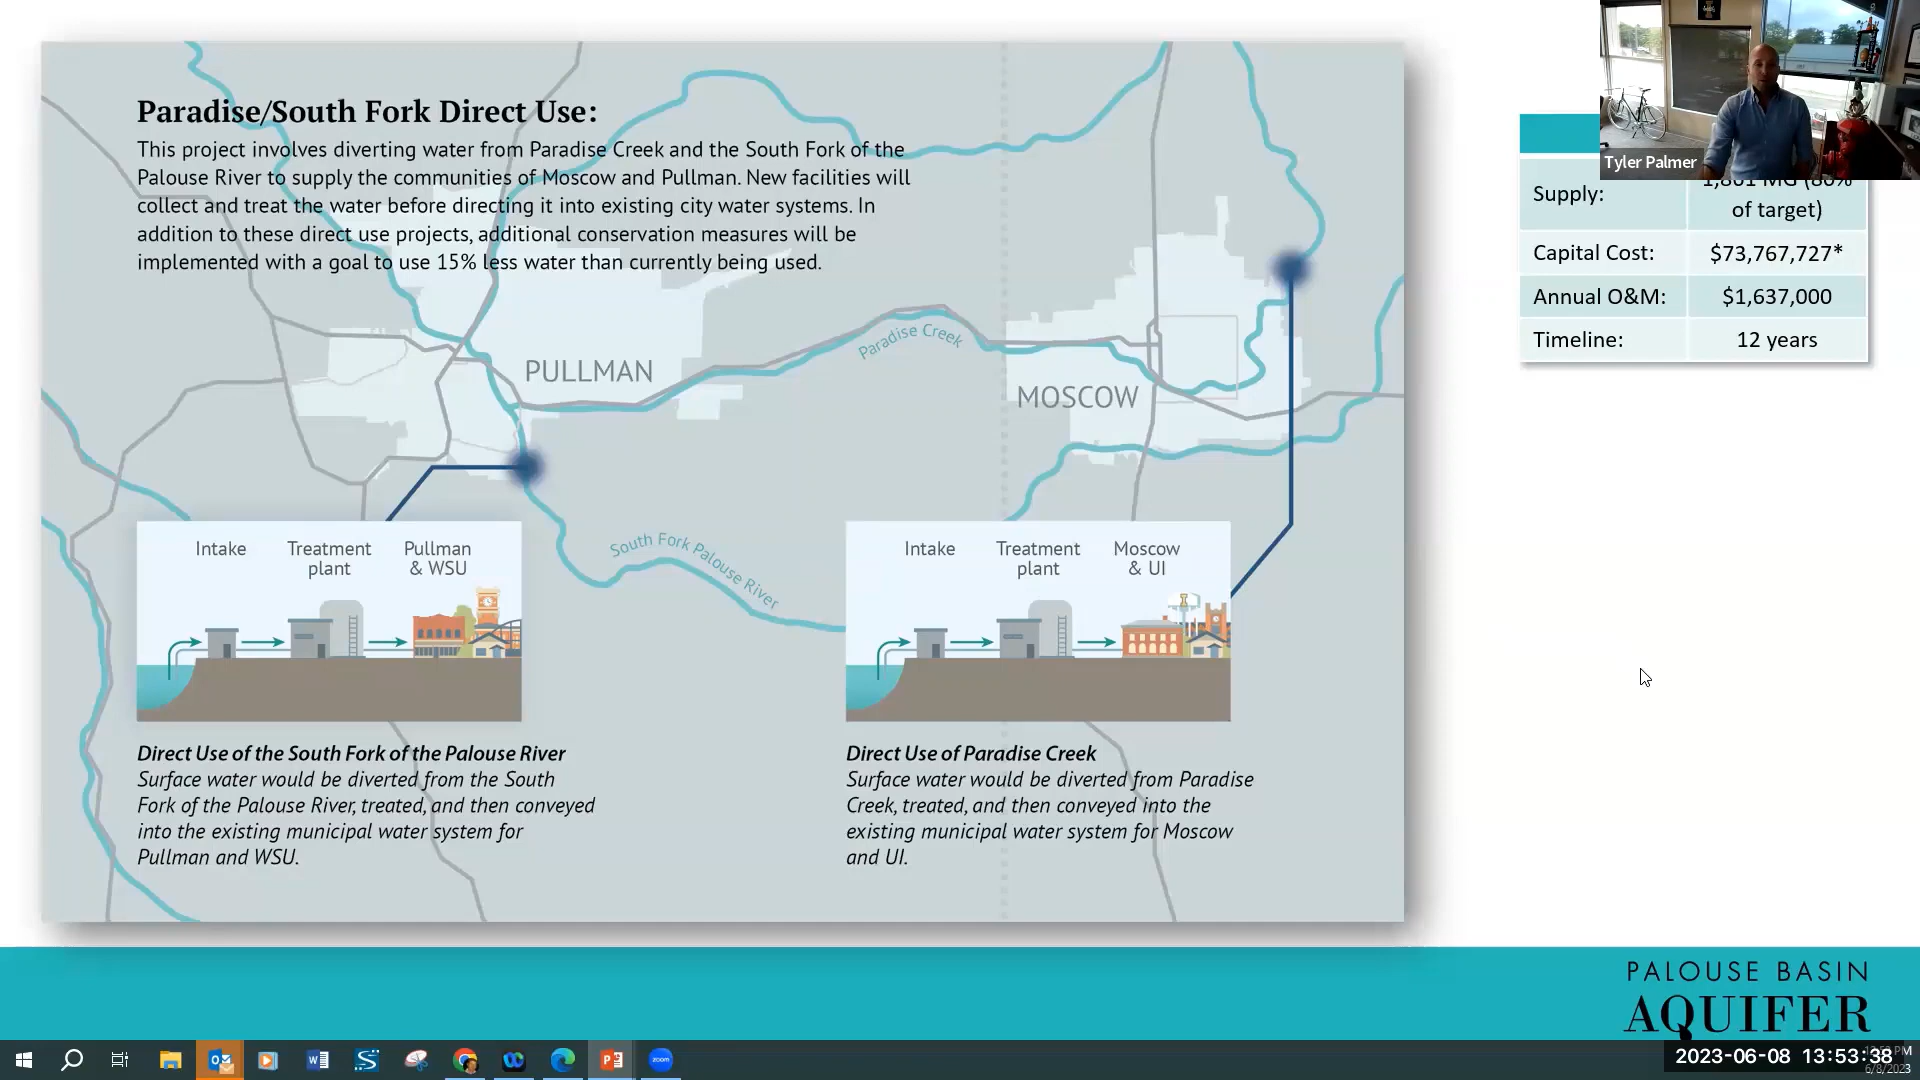 Paradise/South Fork Direct Use:
This project involves diverting water from Paradise Creek and the South Fork of the
Palouse River to supply the communities of Moscow and Pullman. New facilities will
collect and treat the water before directing it into existing city water systems. In
addition to these direct use projects, additional conservation measures will be
implemented with a goal to use 15% less water than currently being used.
Tyler Palmer
Supply:
of target)
Capital Cost: $73,767,727*
Annual O&M: $1,637,000
Timeline: 12 years
PULLMAN
Paradise Creek
MOSCOW
South Fork Palouse River
Intake
Treatment
plant
Pullman
& WSU
Intake
Treatment
plant
Moscow
& UI
Direct Use of the South Fork of the Palouse River
Surface water would be diverted from the South
Fork of the Palouse River, treated, and then conveyed
into the existing municipal water system for
Pullman and WSU.
Direct Use of Paradise Creek
Surface water would be diverted from Paradise
Creek, treated, and then conveyed into the
existing municipal water system for Moscow
and UI.
PALOUSE BASIN
AQUIFER
zoom
2023-06-08 13:53:38